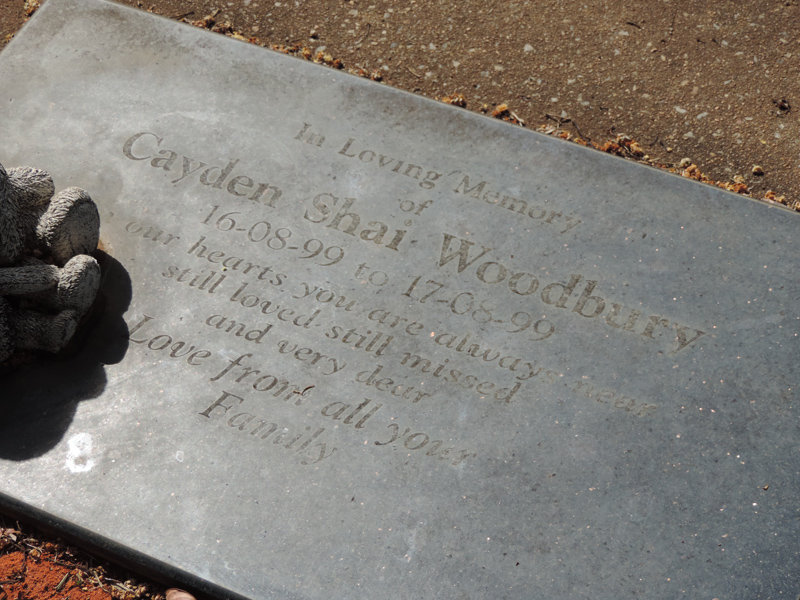 In Loving Memory
of
Cayden Shai Woodbury
16-08-99 to 17-08-99
our hearts you are always near
still loved still missed
and very dear
Love from all your
Family